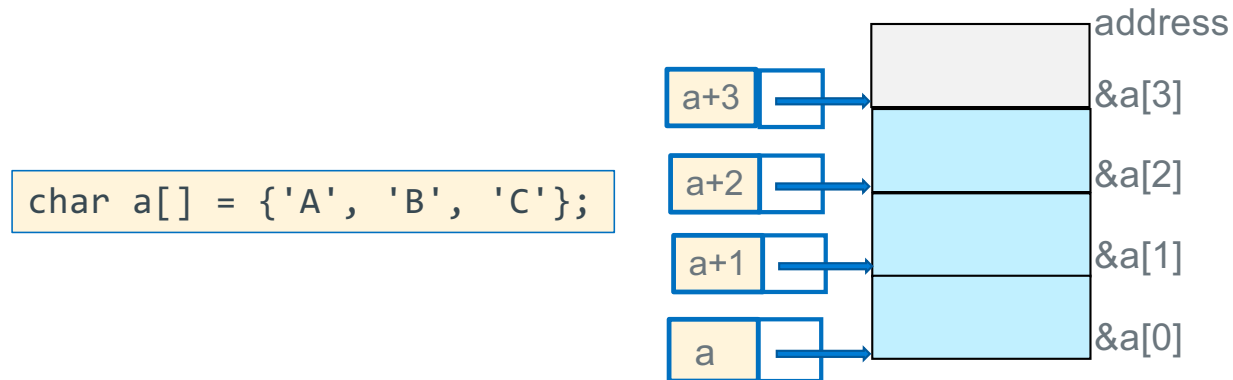 char a[] = {'A', 'B', 'C'};
address
a+3
&a[3]
a+2
&a[2]
a+1
&a[1]
a
&a[0]